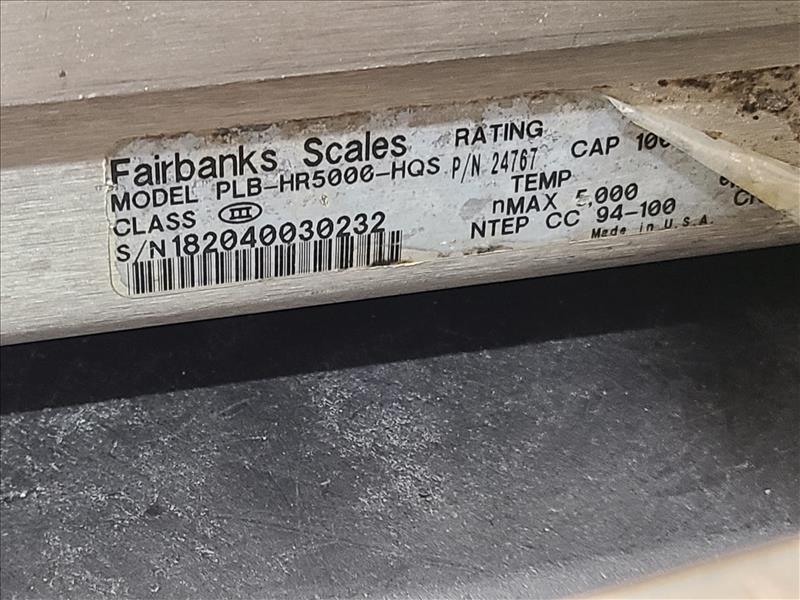 Fairbanks Scales RATING
MODEL PLB-HR5000-HQS P/N 24767 CAP
CLASS III TEMP
nMAX 5,000
S/N 182040030232 NTEP CC 94-100
Made in U.S.A.